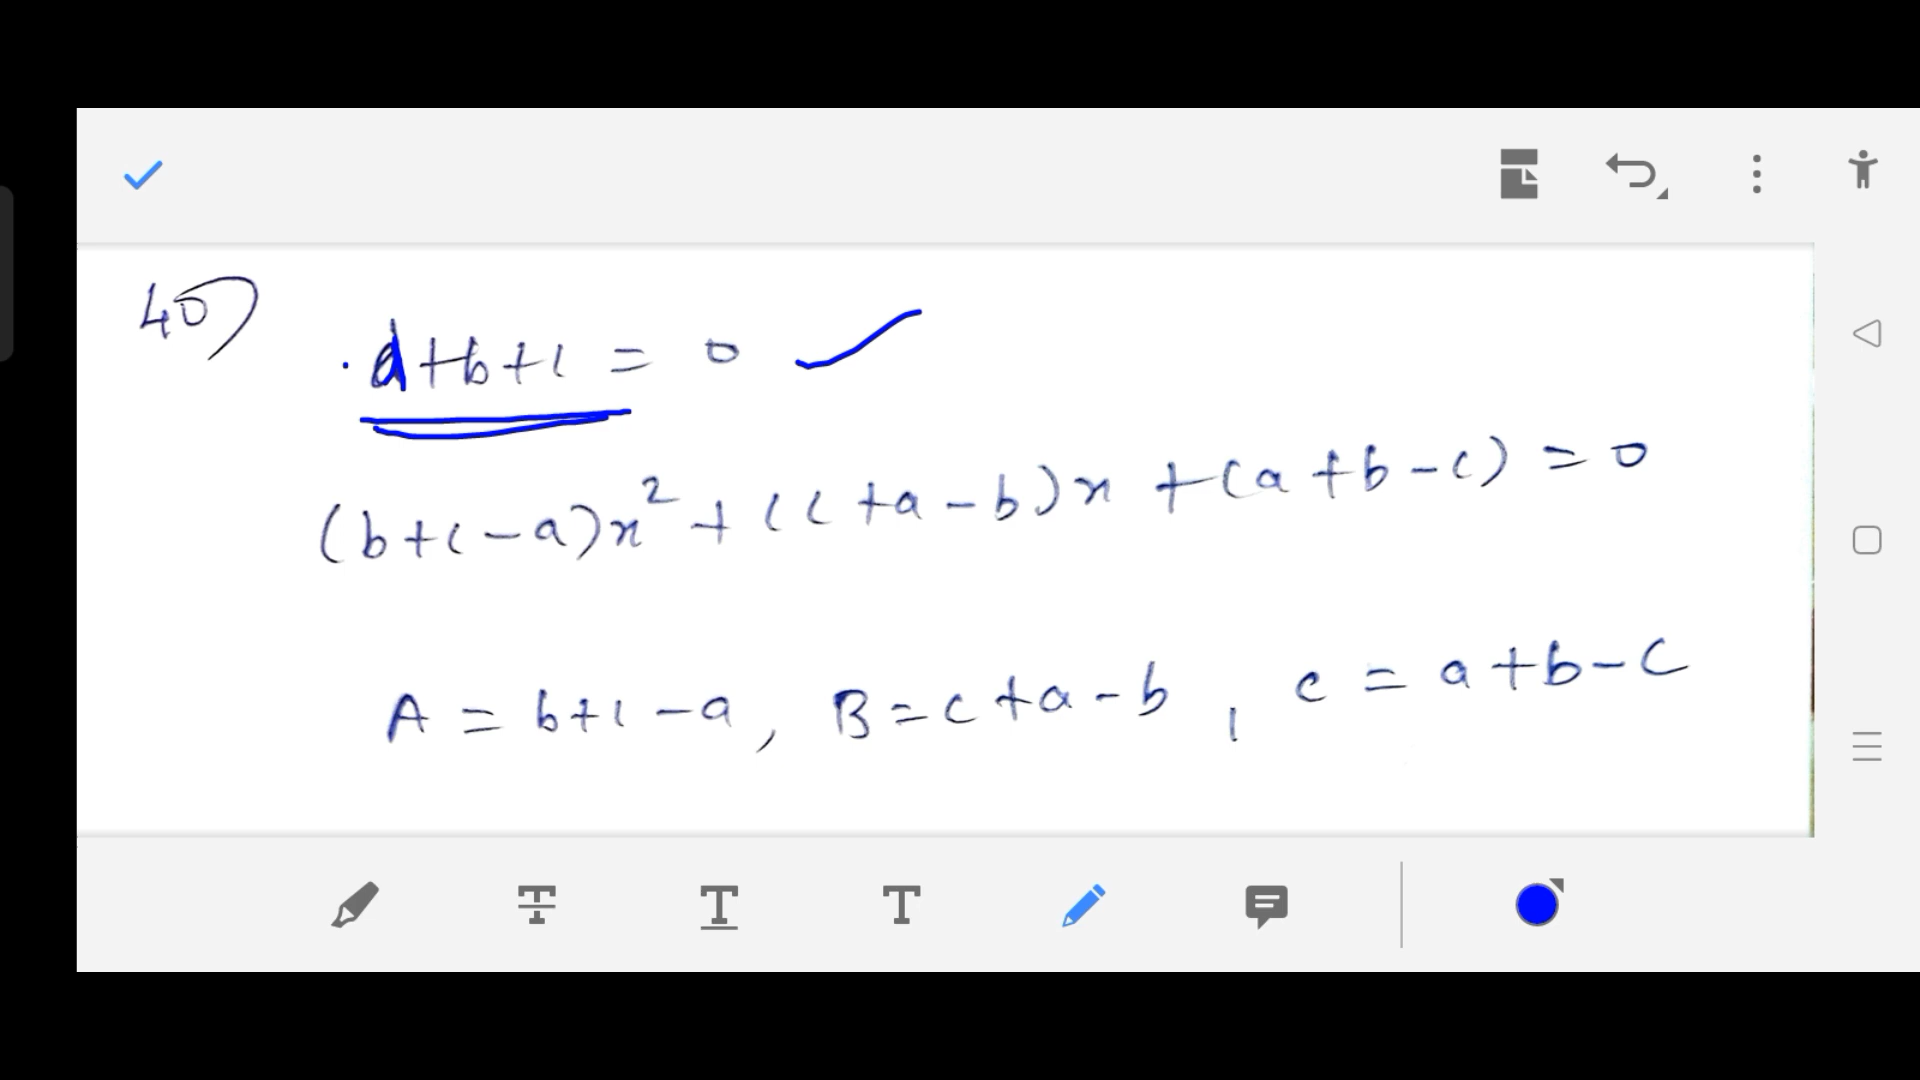 40)
a+b+c = 0
(b+c-a)x²+(c+a-b)x+(a+b-c)=0
A = b+c-a, B=c+a-b, c = a+b-c